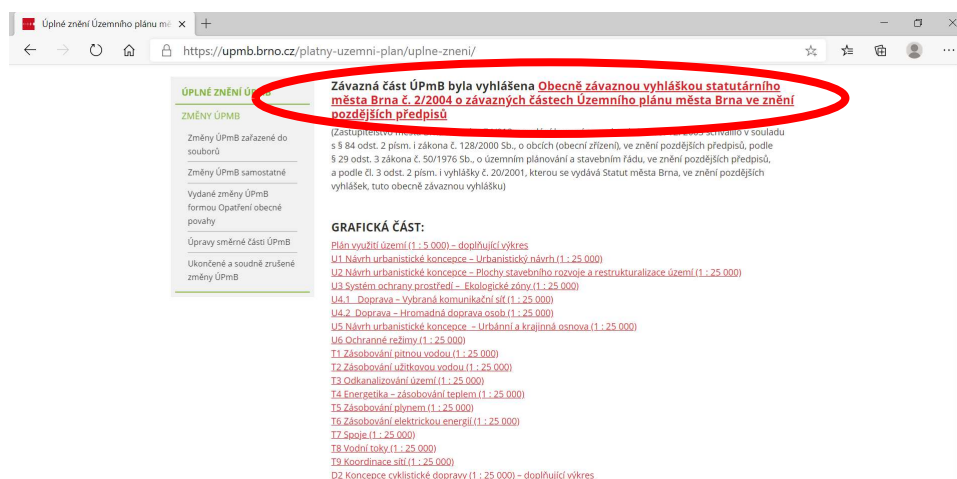 Úplné znění Územního plánu mě
https://upmb.brno.cz/platny-uzemni-plan/uplne-zneni/
ÚPLNÉ ZNĚNÍ ÚPMB
ZMĚNY ÚPMB
Změny ÚPmB zařazené do
souborů
Změny ÚPmB samostatné
Vydané změny ÚPmB
formou Opatření obecné
povahy
Úpravy směrné části ÚPmB
Ukončené a soudně zrušené
změny ÚPmB
Závazná část ÚPmB byla vyhlášena Obecně závaznou vyhláškou statutárního
města Brna č. 2/2004 o závazných částech Územního plánu města Brna ve znění
pozdějších předpisů
(Zastupitelstvo města schválilo v souladu
s § 84 odst. 2 písm. i zákona č. 128/2000 Sb., o obcích (obecní zřízení), ve znění pozdějších předpisů, podle
§ 29 odst. 3 zákona č. 50/1976 Sb., o územním plánování a stavebním řádu, ve znění pozdějších předpisů,
a podle čl. 3 odst. 2 písm. i vyhlášky č. 20/2001, kterou se vydává Statut města Brna, ve znění pozdějších
vyhlášek, tuto obecně závaznou vyhlášku)
GRAFICKÁ ČÁST:
Plán využití území (1 : 5 000) – doplňující výkres
U1 Návrh urbanistické koncepce – Urbanistický návrh (1 : 25 000)
U2 Návrh urbanistické koncepce – Plochy stavebního rozvoje a restrukturalizace území (1 : 25 000)
U3 Systém ochrany prostředí – Ekologické zóny (1 : 25 000)
U4.1 Doprava – Vybraná komunikační síť (1 : 25 000)
U4.2 Doprava – Hromadná doprava osob (1 : 25 000)
U5 Návrh urbanistické koncepce – Urbánní a krajinná osnova (1 : 25 000)
U6 Ochranné režimy (1 : 25 000)
T1 Zásobování pitnou vodou (1 : 25 000)
T2 Zásobování užitkovou vodou (1 : 25 000)
T3 Odkanalizování území (1 : 25 000)
T4 Energetika – zásobování teplem (1 : 25 000)
T5 Zásobování plynem (1 : 25 000)
T6 Zásobování elektrickou energií (1 : 25 000)
T7 Spoje (1 : 25 000)
T8 Vodní toky (1 : 25 000)
T9 Koordinace sítí (1 : 25 000)
D2 Koncepce cyklistické dopravy (1 : 25 000) – doplňující výkres